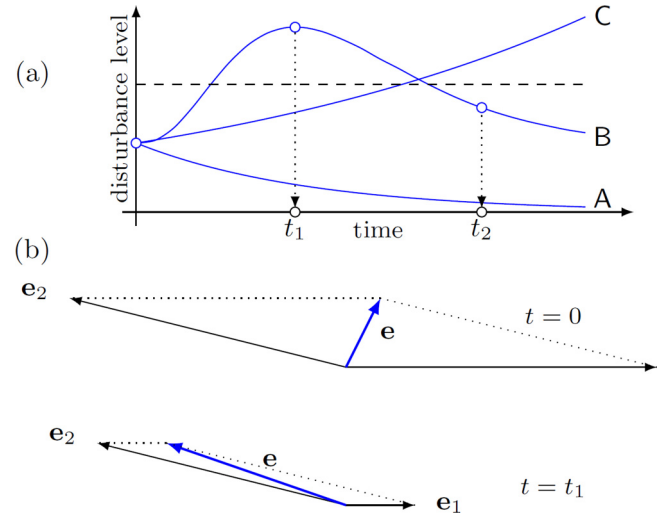 (a)
disturbance level
C
B
A
t₁
time
t₂
(b)
e₂
e
t = 0
e₂
e
e₁
t = t₁